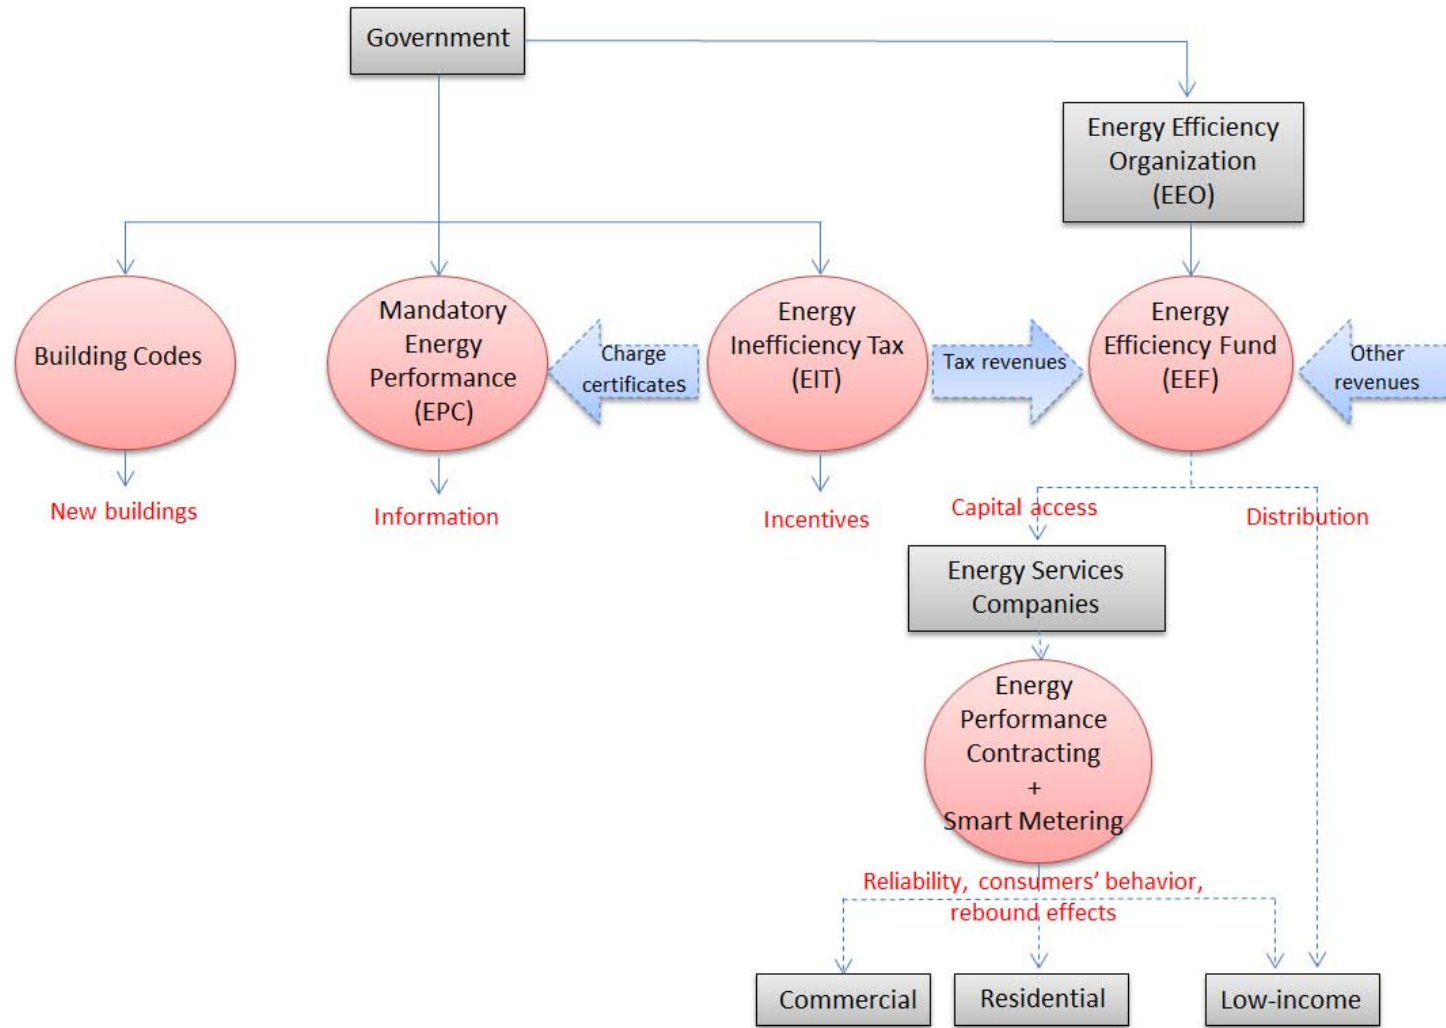 Government
Energy Efficiency
Organization
(EEO)
Building Codes
Mandatory
Energy
Performance
(EPC)
Charge
certificates
Energy
Inefficiency Tax
(EIT)
Tax revenues
Energy
Efficiency Fund
(EEF)
Other
revenues
New buildings
Information
Incentives
Capital access
Distribution
Energy Services
Companies
Energy
Performance
Contracting
+
Smart Metering
Reliability, consumers’ behavior,
rebound effects
Commercial
Residential
Low-income